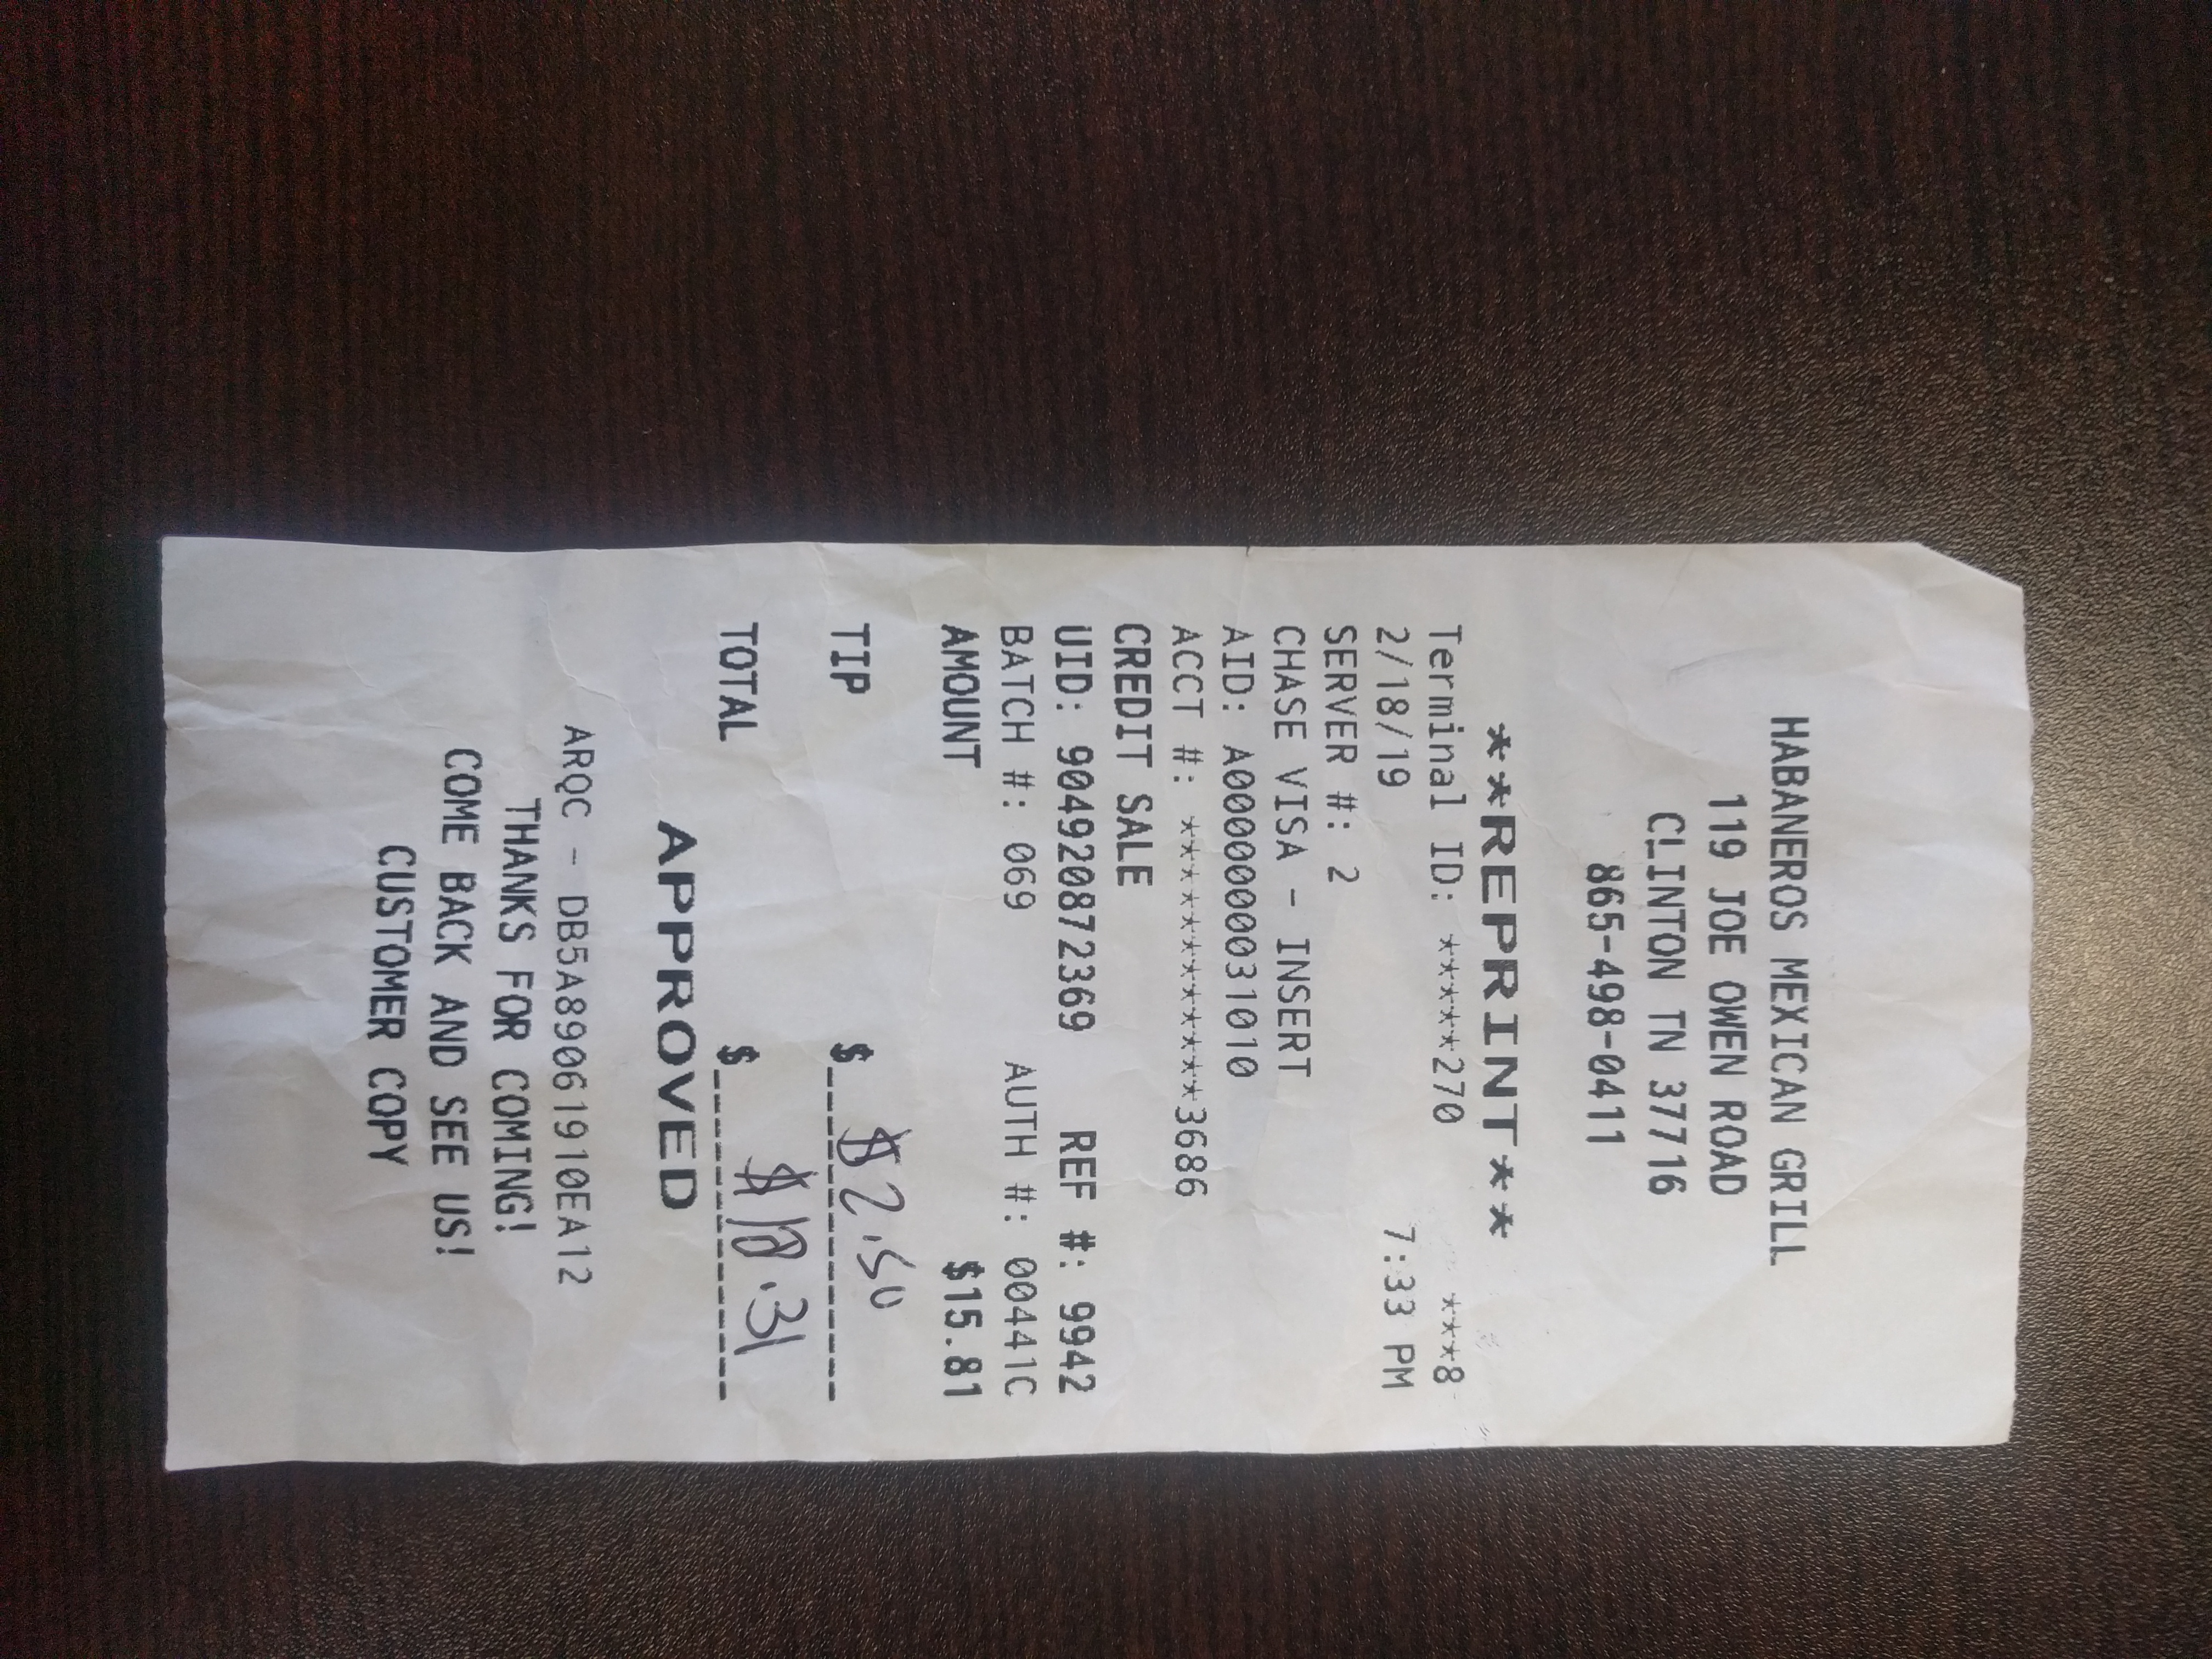 HABANEROS MEXICAN GRILL
119 JOE OWEN ROAD
CLINTON TN 37716
865-498-0411
**REPRINT**
Terminal ID: *****270 ****8
2/18/19 7:33 PM
SERVER #: 2
CHASE VISA - INSERT
AID: A0000000031010
ACCT #: ************3686
CREDIT SALE
UID: 904920872369 REF #: 9942
BATCH #: 069 AUTH #: 00441C
AMOUNT $15.81
TIP $ $2.50
TOTAL $
APPROVED
ARQC - DB5A89061910EA12
THANKS FOR COMING!
COME BACK AND SEE US!
CUSTOMER COPY